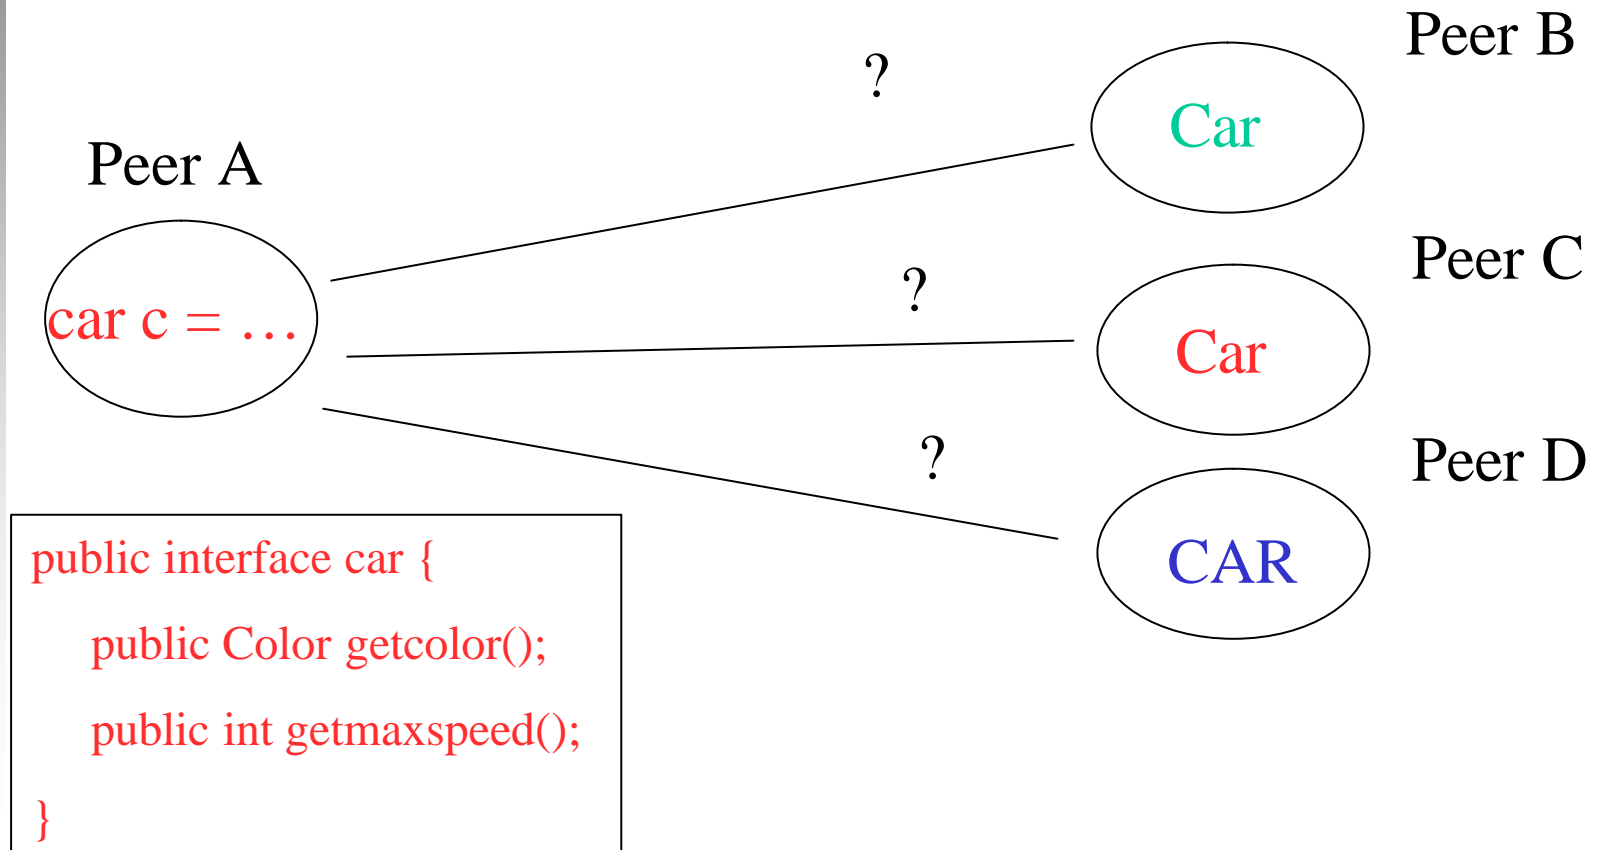 Peer B
?
Car
Peer A
Peer C
?
car c = …
Car
?
Peer D
CAR
public interface car {
public Color getcolor();
public int getmaxspeed();
}